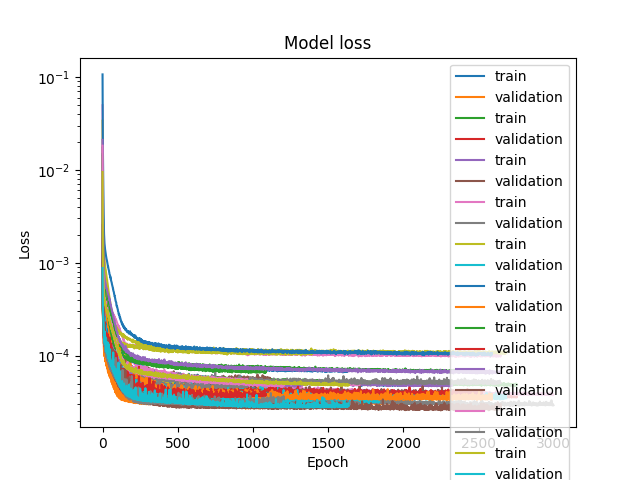 Model loss
Loss
10⁻¹
10⁻²
10⁻³
10⁻⁴
0 500 1000 1500 2000 2500 3000
Epoch
train
validation
train
validation
train
validation
train
validation
train
validation
train
validation
train
validation
train
validation
train
validation
train
validation